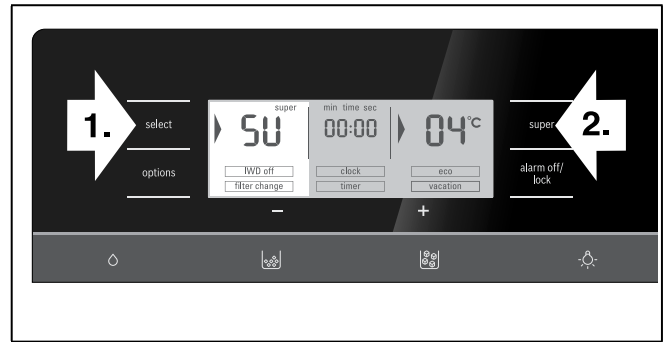 1.
select
options
super
SU
min time sec
00:00
04°C
IWD off
filter change
clock
timer
eco
vacation
super
2.
alarm off/
lock
− +